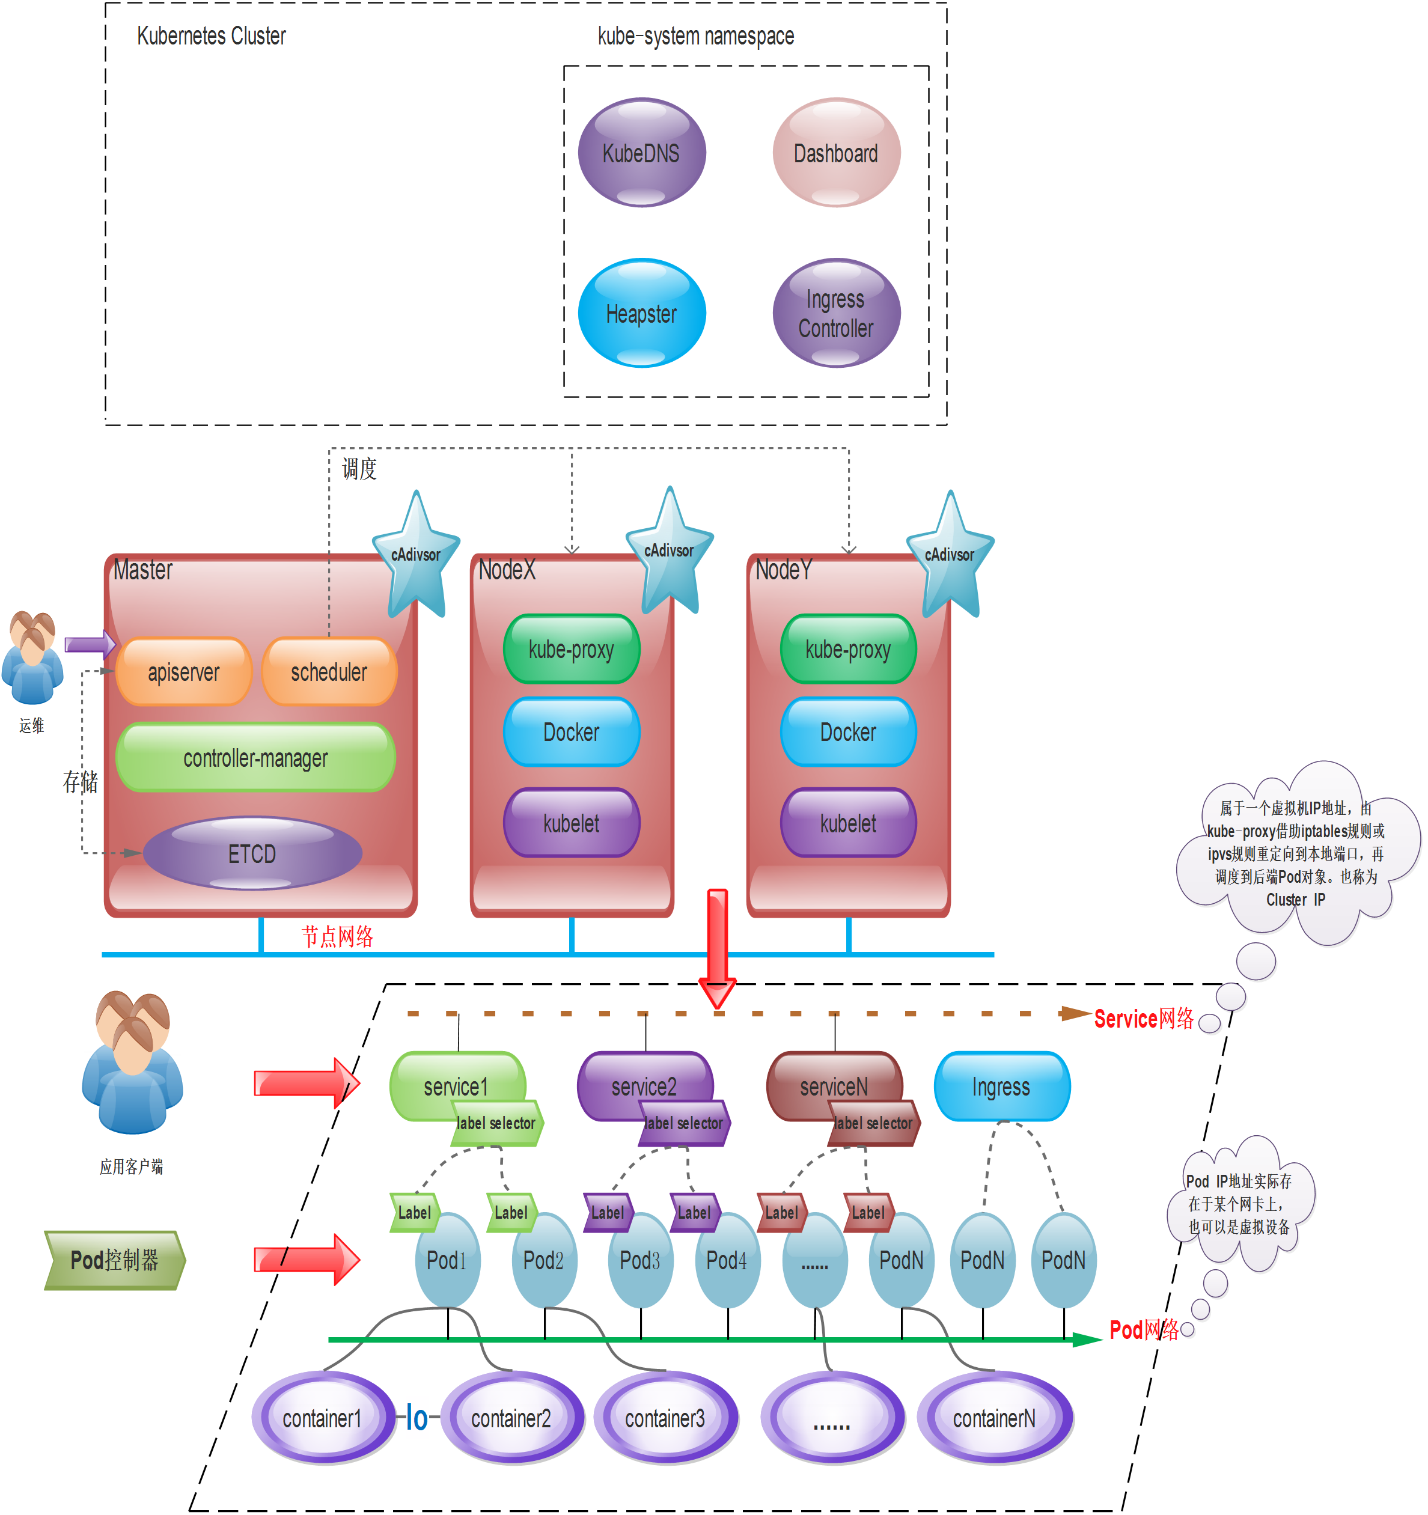 Kubernetes Cluster
kube-system namespace
KubeDNS
Dashboard
Heapster
Ingress
Controller
调度
Master
cAdivsor
NodeX
cAdivsor
NodeY
cAdivsor
apiserver
scheduler
kube-proxy
kube-proxy
运维
controller-manager
Docker
Docker
存储
ETCD
kubelet
kubelet
节点网络
属于一个虚拟机IP地址，由
kube-proxy借助iptables规则或
ipvs规则重定向到本地端口，再
调度到后端Pod对象。也称为
Cluster IP
Service网络
应用客户端
service1
label selector
service2
label selector
serviceN
label selector
Ingress
Label
Label
Label
Label
Label
Label
Pod IP地址实际存
在于某个网卡上，
也可以是虚拟设备
Pod控制器
Pod1
Pod2
Pod3
Pod4
......
PodN
PodN
PodN
Pod网络
container1
lo
container2
container3
......
containerN